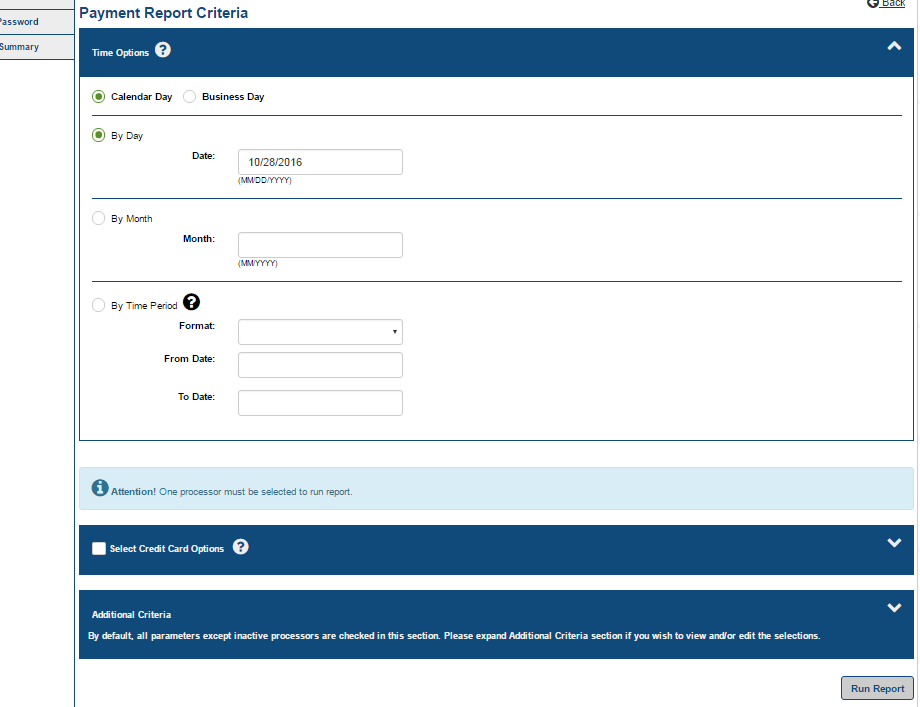 Back
Password
Summary
Payment Report Criteria
Time Options ?
Calendar Day Business Day
By Day
Date: 10/28/2016
(MM/DD/YYYY)
By Month
Month:
(MM/YYYY)
By Time Period ?
Format:
From Date:
To Date:
Attention! One processor must be selected to run report.
Select Credit Card Options ?
Additional Criteria
By default, all parameters except inactive processors are checked in this section. Please expand Additional Criteria section if you wish to view and/or edit the selections.
Run Report